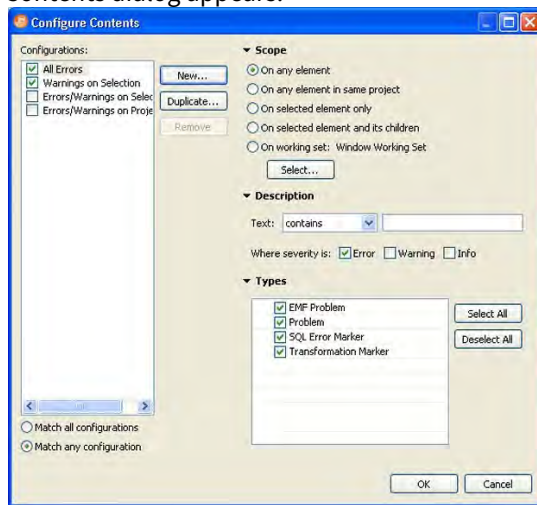 contents dialog appears.
Configure Contents
Configurations:
All Errors
Warnings on Selection
Errors/Warnings on Selec
Errors/Warnings on Proje
New...
Duplicate...
Remove
Match all configurations
Match any configuration
Scope
On any element
On any element in same project
On selected element only
On selected element and its children
On working set: Window Working Set
Select...
Description
Text: contains
Where severity is: Error Warning Info
Types
EMF Problem
Problem
SQL Error Marker
Transformation Marker
Select All
Deselect All
OK Cancel